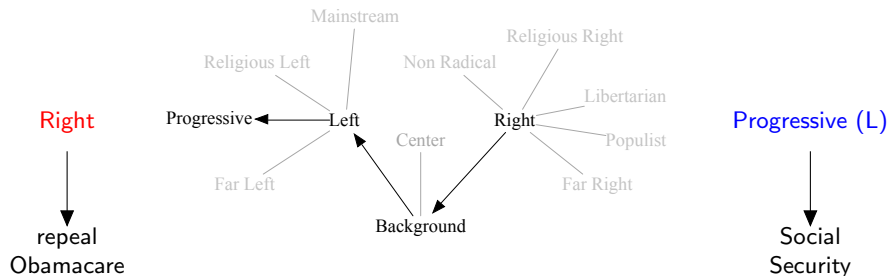 Mainstream
Religious Right
Religious Left
Non Radical
Libertarian
Right
Progressive
Left
Right
Progressive (L)
Center
Populist
Far Left
Far Right
Background
repeal
Obamacare
Social
Security